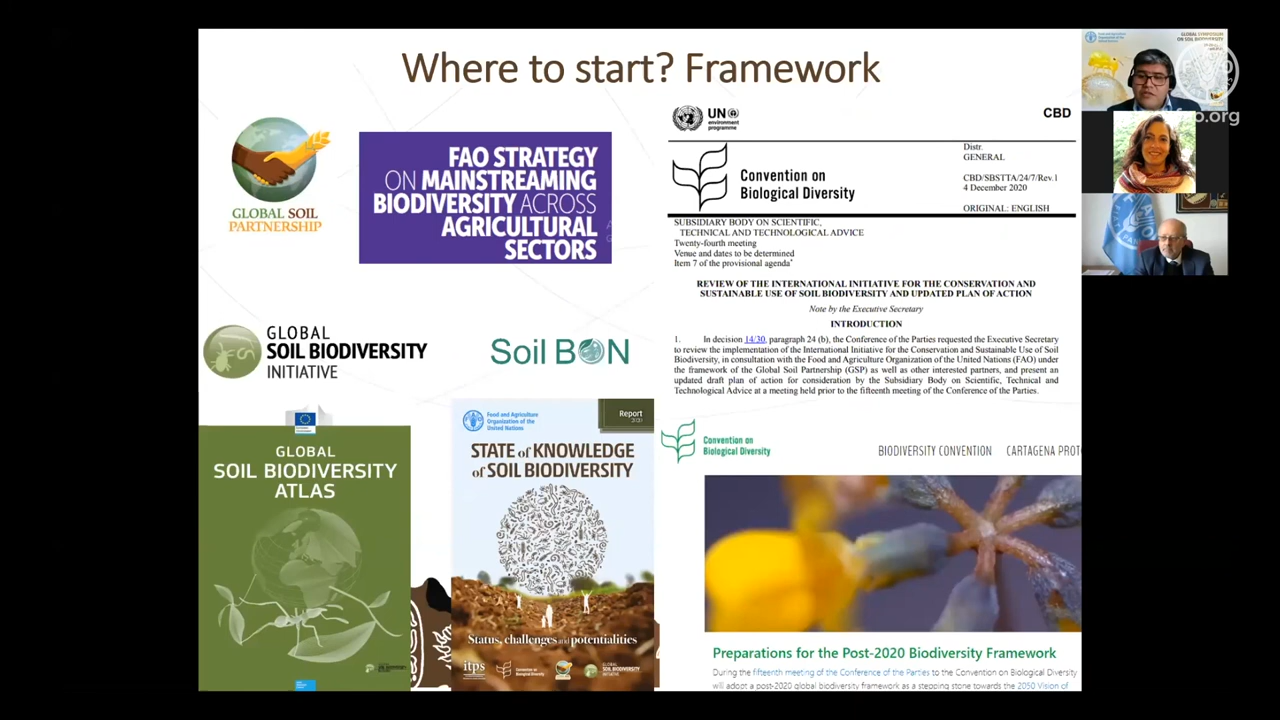 Where to start? Framework
GLOBAL SOIL
PARTNERSHIP
FAO STRATEGY
ON MAINSTREAMING
BIODIVERSITY ACROSS
AGRICULTURAL
SECTORS
UN
environment
programme
CBD
Convention on
Biological Diversity
Distr.
GENERAL
CBD/SBSTTA/24/7/Rev.1
4 December 2020
ORIGINAL: ENGLISH
SUBSIDIARY BODY ON SCIENTIFIC,
TECHNICAL AND TECHNOLOGICAL ADVICE
Twenty-fourth meeting
Venue and dates to be determined
Item 7 of the provisional agenda*
REVIEW OF THE INTERNATIONAL INITIATIVE FOR THE CONSERVATION AND
SUSTAINABLE USE OF SOIL BIODIVERSITY AND UPDATED PLAN OF ACTION
Note by the Executive Secretary
INTRODUCTION
1. In decision 14/30, paragraph 24 (b), the Conference of the Parties requested the Executive Secretary
to review the implementation of the International Initiative for the Conservation and Sustainable Use of Soil
Biodiversity, in consultation with the Food and Agriculture Organization of the United Nations (FAO) under
the framework of the Global Soil Partnership (GSP) as well as other interested partners, and present an
updated draft plan of action for consideration by the Subsidiary Body on Scientific, Technical and
Technological Advice at a meeting held prior to the fifteenth meeting of the Conference of the Parties.
GLOBAL
SOIL BIODIVERSITY
INITIATIVE
Soil BON
GLOBAL
SOIL BIODIVERSITY
ATLAS
Food and Agriculture
Organization of the
United Nations
Report
2020
STATE of KNOWLEDGE
of SOIL BIODIVERSITY
Status, challenges and potentialities
itps
Convention on
Biological Diversity
BIODIVERSITY CONVENTION CARTAGENA PROT
Preparations for the Post-2020 Biodiversity Framework
During the fifteenth meeting of the Conference of the Parties to the Convention on Biological Diversity
will adopt a post-2020 global biodiversity framework as a stepping stone towards the 2050 Vision of
GLOBAL SYMPOSIUM
ON SOIL BIODIVERSITY